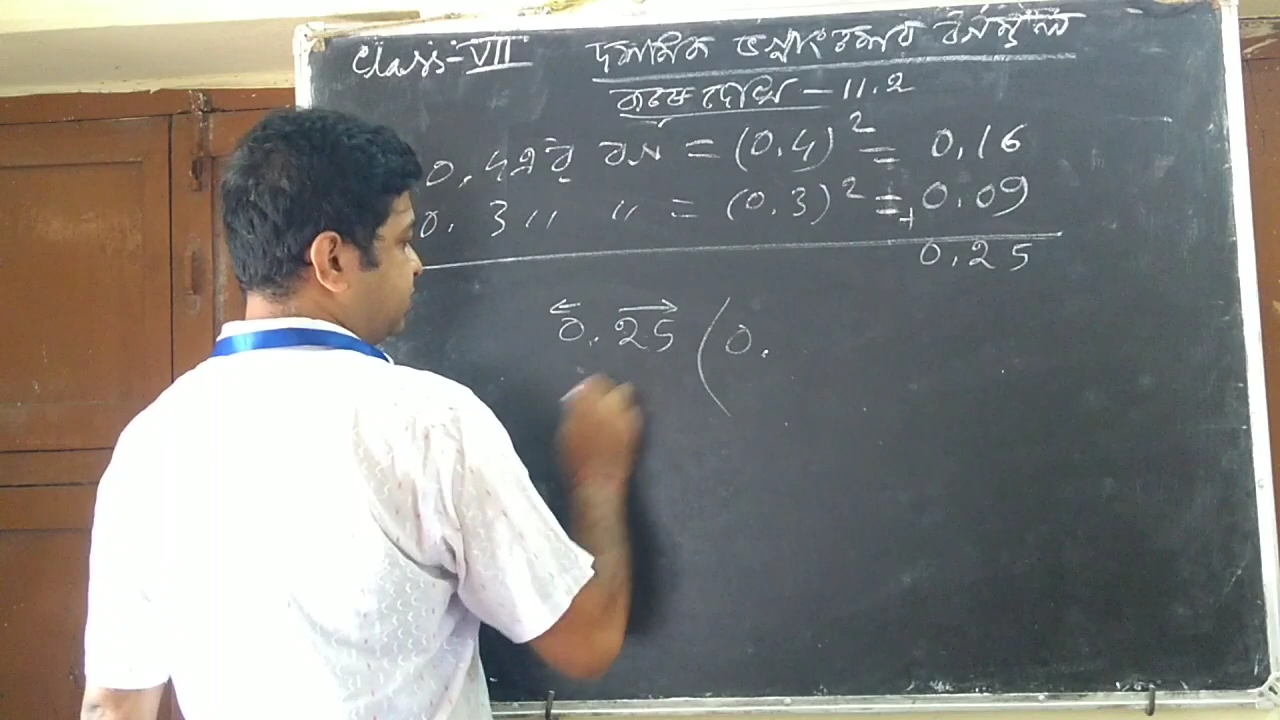 Class-VII দশমিক ভগ্নাংশের বর্গমূল
কষে দেখি - 11.2
0.4 এর বর্গ = (0.4)² = 0.16
0.3 " " = (0.3)² = + 0.09
0.25
0.25 ( 0.